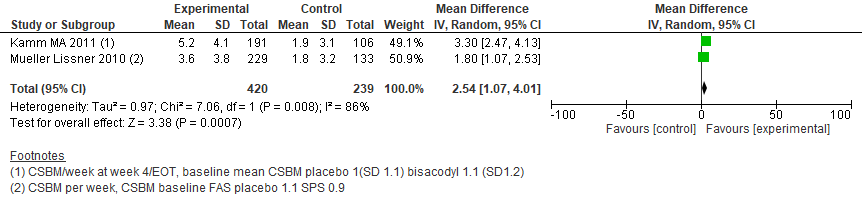 Experimental Control Mean Difference Mean Difference
Study or Subgroup Mean SD Total Mean SD Total Weight IV, Random, 95% CI IV, Random, 95% CI
Kamm MA 2011 (1) 5.2 4.1 191 1.9 3.1 106 49.1% 3.30 [2.47, 4.13]
Mueller Lissner 2010 (2) 3.6 3.8 229 1.8 3.2 133 50.9% 1.80 [1.07, 2.53]
Total (95% CI) 420 239 100.0% 2.54 [1.07, 4.01]
Heterogeneity: Tau² = 0.97; Chi² = 7.06, df = 1 (P = 0.008); I² = 86%
Test for overall effect: Z = 3.38 (P = 0.0007)
-100 -50 0 50 100
Favours [control] Favours [experimental]
Footnotes
(1) CSBM/week at week 4/EOT, baseline mean CSBM placebo 1(SD 1.1) bisacodyl 1.1 (SD1.2)
(2) CSBM per week, CSBM baseline FAS placebo 1.1 SPS 0.9